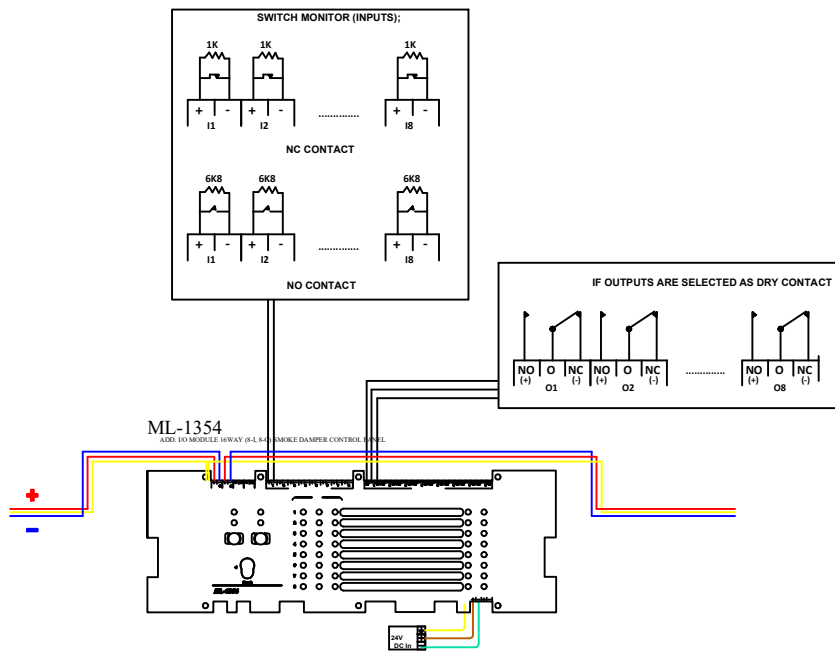 SWITCH MONITOR (INPUTS);
1K 1K 1K
+ - + - + -
I1 I2 .............. I8
NC CONTACT
6K8 6K8 6K8
+ - + - + -
I1 I2 .............. I8
NO CONTACT
IF OUTPUTS ARE SELECTED AS DRY CONTACT
NO O NC NO O NC .............. NO O NC
(+) (-) (+) (-) (+) (-)
O1 O2 O8
ML-1354
ADD. I/O MODULE 16WAY (8-I, 8-O) SMOKE DAMPER CONTROL PANEL
+
-
ML-1354
24V
DC In